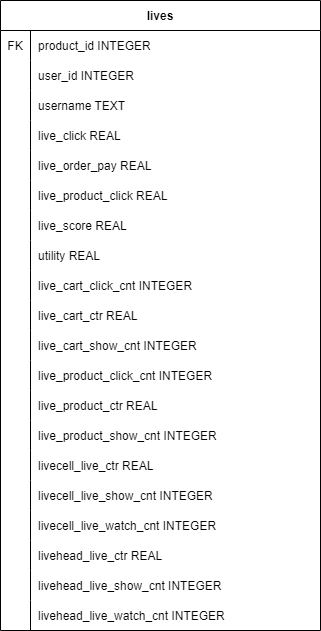 lives
FK product_id INTEGER
user_id INTEGER
username TEXT
live_click REAL
live_order_pay REAL
live_product_click REAL
live_score REAL
utility REAL
live_cart_click_cnt INTEGER
live_cart_ctr REAL
live_cart_show_cnt INTEGER
live_product_click_cnt INTEGER
live_product_ctr REAL
live_product_show_cnt INTEGER
livecell_live_ctr REAL
livecell_live_show_cnt INTEGER
livecell_live_watch_cnt INTEGER
livehead_live_ctr REAL
livehead_live_show_cnt INTEGER
livehead_live_watch_cnt INTEGER